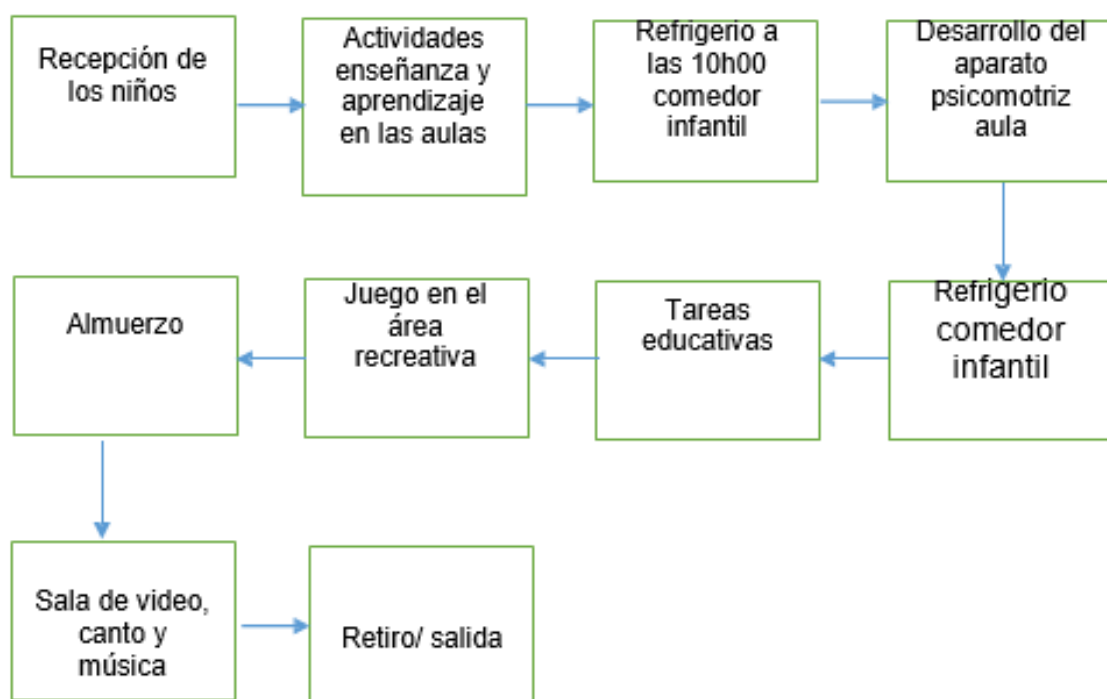 Recepción de
los niños
Actividades
enseñanza y
aprendizaje
en las aulas
Refrigerio a
las 10h00
comedor
infantil
Desarrollo del
aparato
psicomotriz
aula
Refrigerio
comedor
infantil
Tareas
educativas
Juego en el
área
recreativa
Almuerzo
Sala de video,
canto y
música
Retiro/ salida